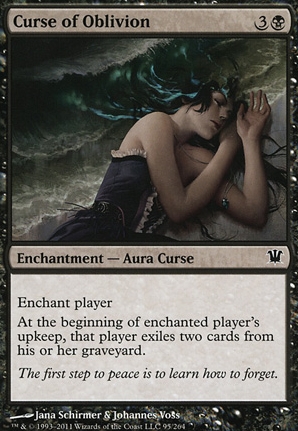 Curse of Oblivion 3
Enchantment — Aura Curse
Enchant player
At the beginning of enchanted player's
upkeep, that player exiles two cards from
his or her graveyard.
The first step to peace is to learn how to forget.
Jana Schirmer & Johannes Voss
™ & © 1993–2011 Wizards of the Coast LLC 95/264